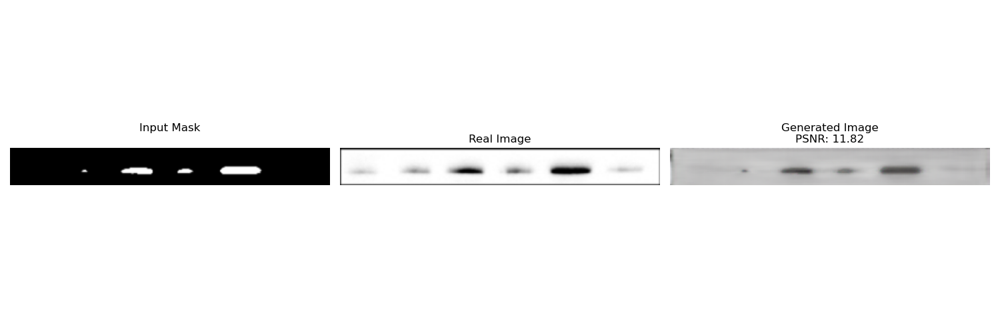 Input Mask
Real Image
Generated Image
PSNR: 11.82